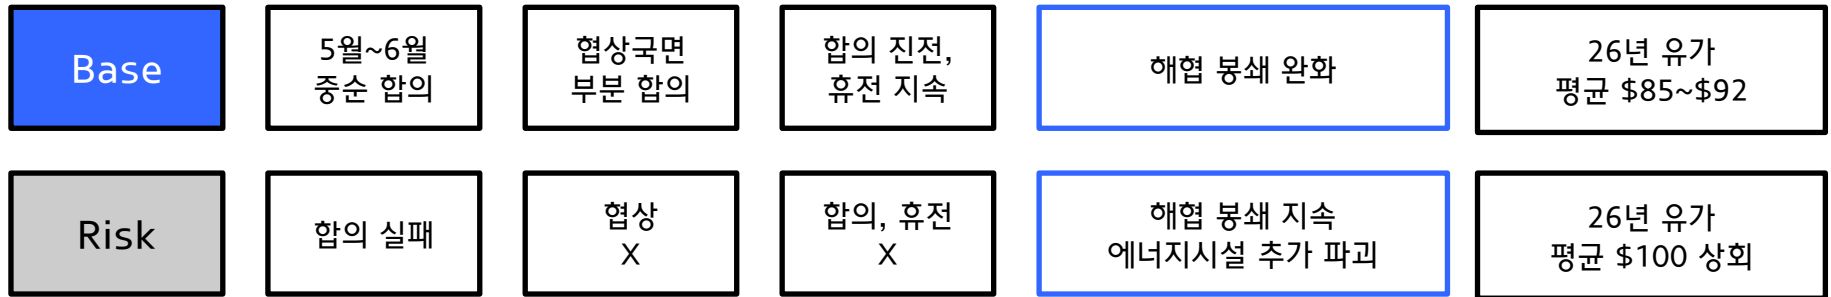 Base
5월~6월
중순 합의
협상국면
부분 합의
합의 진전,
휴전 지속
해협 봉쇄 완화
26년 유가
평균 $85~$92
Risk
합의 실패
협상
X
합의, 휴전
X
해협 봉쇄 지속
에너지시설 추가 파괴
26년 유가
평균 $100 상회